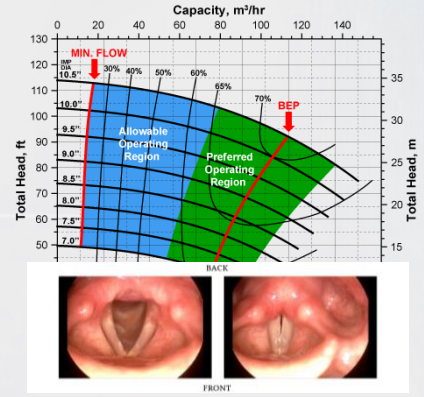 Capacity, m³/hr
0 20 40 60 80 100 120 140
130
120
110
100
90
80
70
60
50
Total Head, ft
35
30
25
20
15
Total Head, m
MIN. FLOW
IMP
DIA
10.5"
10.0"
9.5"
9.0"
8.5"
8.0"
7.5"
7.0"
30% 40% 50% 60%
65%
70%
BEP
Allowable
Operating
Region
Preferred
Operating
Region
BACK
FRONT